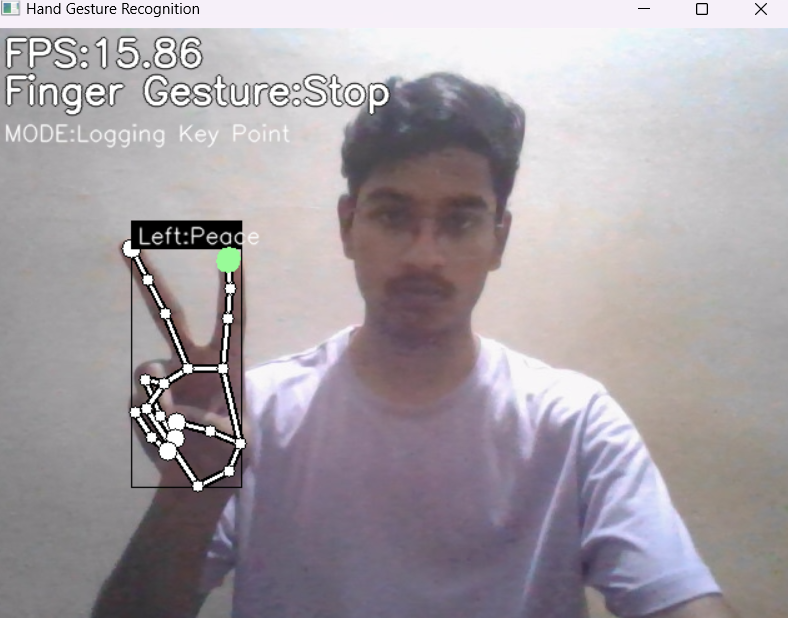 Hand Gesture Recognition
FPS:15.86
Finger Gesture:Stop
MODE:Logging Key Point
Left:Peace